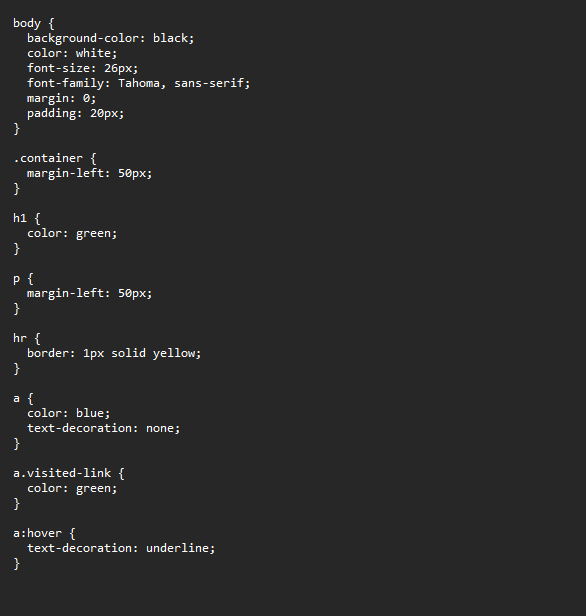 body {
  background-color: black;
  color: white;
  font-size: 26px;
  font-family: Tahoma, sans-serif;
  margin: 0;
  padding: 20px;
}

.container {
  margin-left: 50px;
}

h1 {
  color: green;
}

p {
  margin-left: 50px;
}

hr {
  border: 1px solid yellow;
}

a {
  color: blue;
  text-decoration: none;
}

a.visited-link {
  color: green;
}

a:hover {
  text-decoration: underline;
}